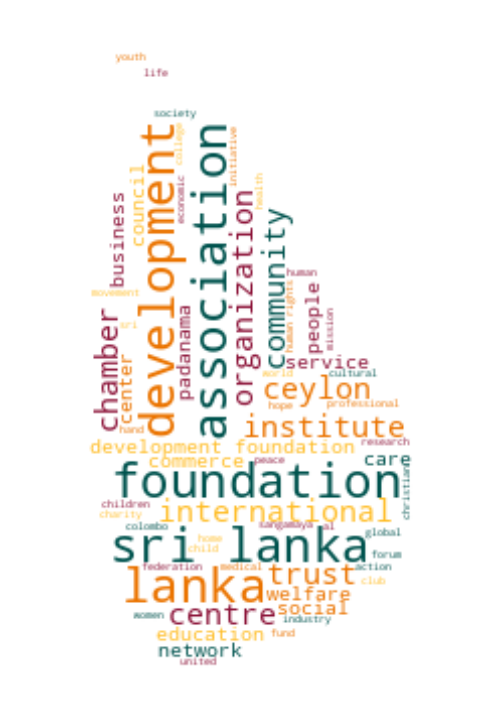 youth
life
society
development
college
association
initiative
council
economic
health
business
organization
community
human
human rights
people
mission
movement
sri
padanama
chamber
center
service
world
cultural
ceylon
hope
professional
hand
institute
development foundation
research
commerce
peace
care
foundation
christian
children
charity
international
colombo
sangamaya
al
global
sri lanka
home
child
forum
federation
medical
trust
action
lanka
club
welfare
social
women
centre
industry
education
fund
network
united